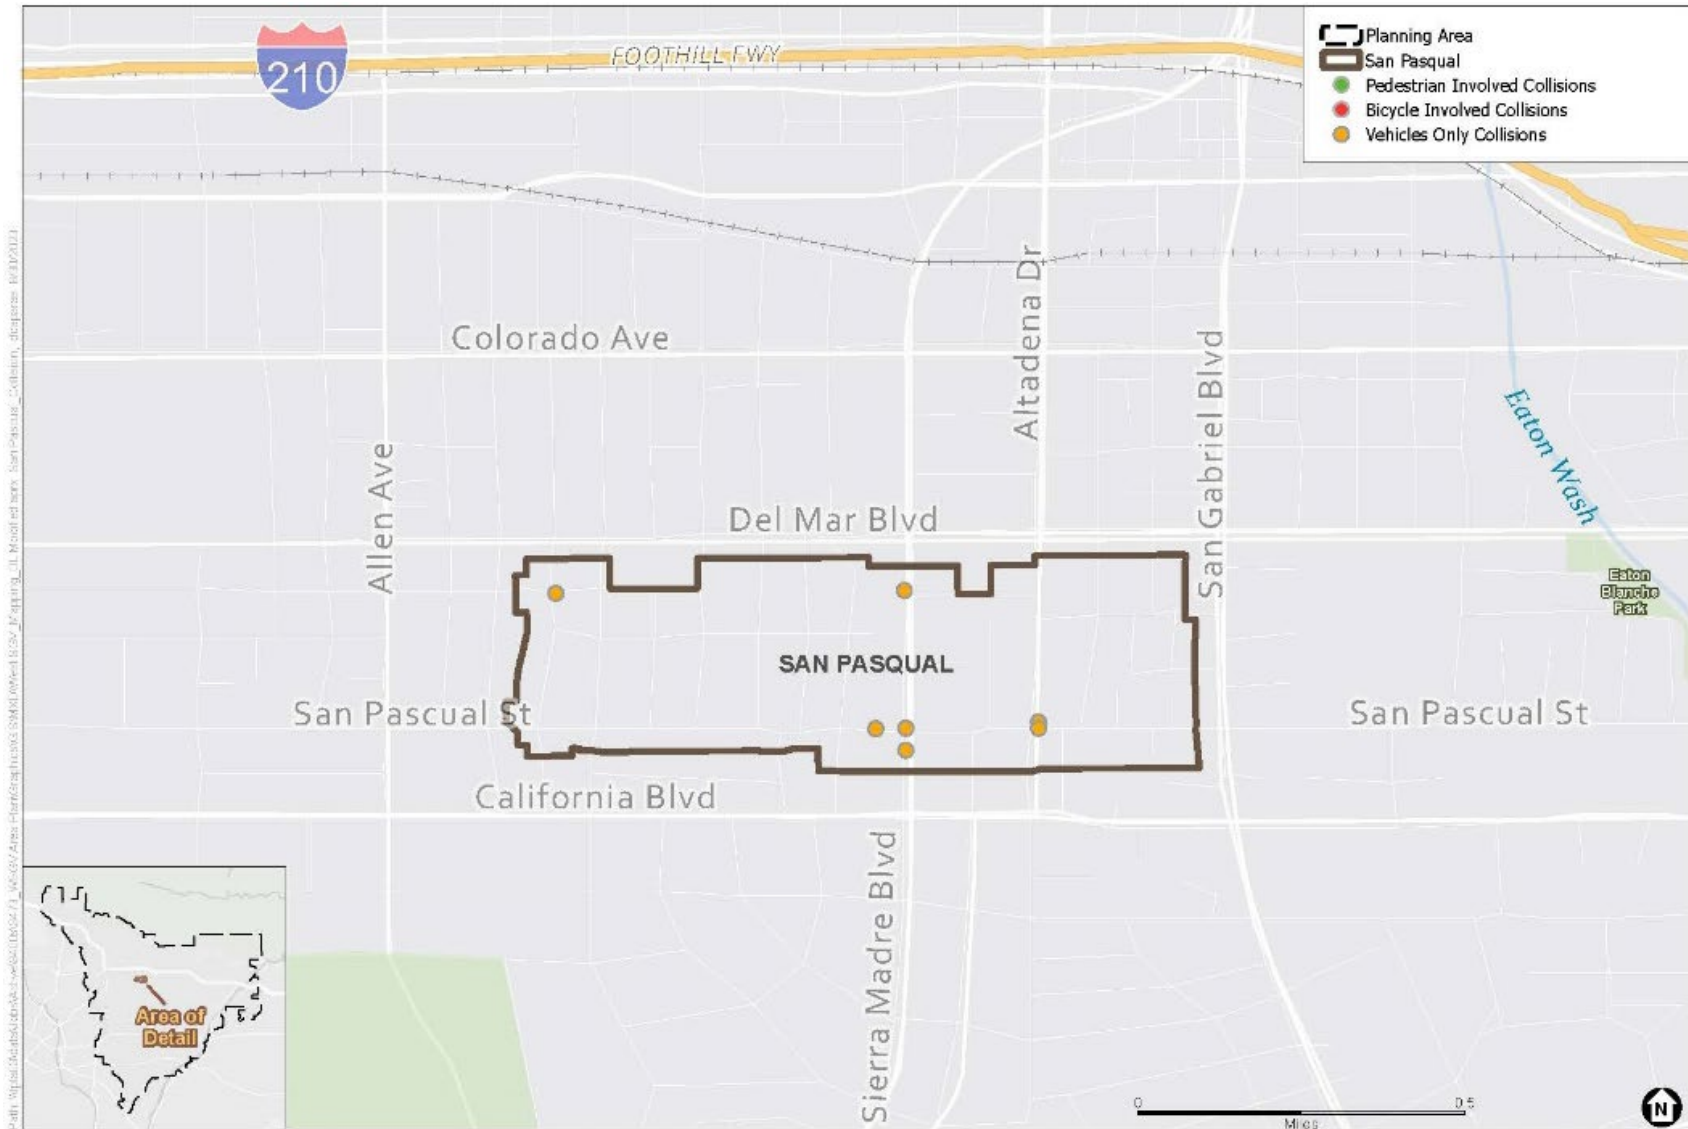 FOOTHILL FWY
210
Planning Area
San Pasqual
Pedestrian Involved Collisions
Bicycle Involved Collisions
Vehicles Only Collisions
Colorado Ave
Altadena Dr
San Gabriel Blvd
Allen Ave
Eaton Wash
Del Mar Blvd
Eaton
Blanche
Park
SAN PASQUAL
San Pascual St
San Pascual St
California Blvd
Sierra Madre Blvd
Area of
Detail
0
0.5
Miles
N